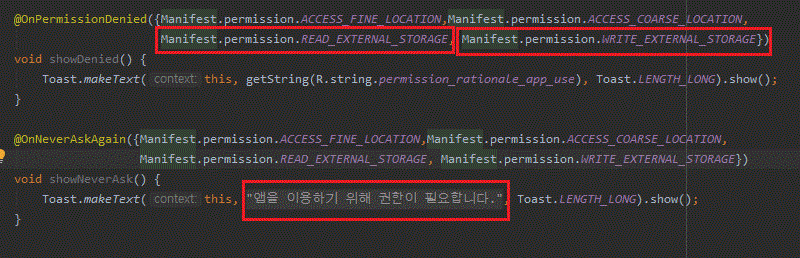 @OnPermissionDenied({Manifest.permission.ACCESS_FINE_LOCATION,Manifest.permission.ACCESS_COARSE_LOCATION,
Manifest.permission.READ_EXTERNAL_STORAGE, Manifest.permission.WRITE_EXTERNAL_STORAGE})
void showDenied() {
Toast.makeText( context: this, getString(R.string.permission_rationale_app_use), Toast.LENGTH_LONG).show();
}
@OnNeverAskAgain({Manifest.permission.ACCESS_FINE_LOCATION,Manifest.permission.ACCESS_COARSE_LOCATION,
Manifest.permission.READ_EXTERNAL_STORAGE, Manifest.permission.WRITE_EXTERNAL_STORAGE})
void showNeverAsk() {
Toast.makeText( context: this, "앱을 이용하기 위해 권한이 필요합니다.", Toast.LENGTH_LONG).show();
}